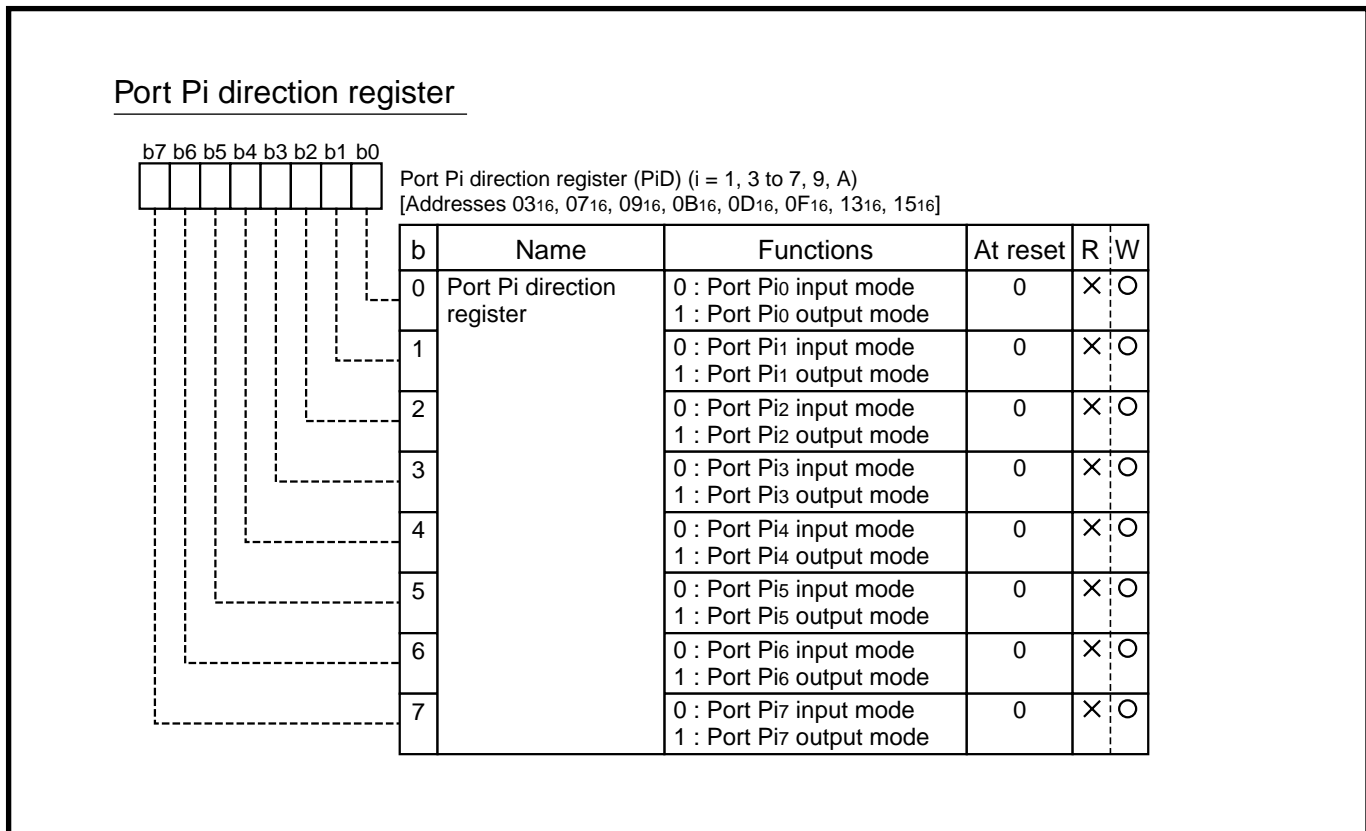 Port Pi direction register
b7 b6 b5 b4 b3 b2 b1 b0
Port Pi direction register (PiD) (i = 1, 3 to 7, 9, A)
[Addresses 0316, 0716, 0916, 0B16, 0D16, 0F16, 1316, 1516]
b Name Functions At reset R W
0 Port Pi direction register 0 : Port Pi0 input mode 0 × ○
1 : Port Pi0 output mode
1 0 : Port Pi1 input mode 0 × ○
1 : Port Pi1 output mode
2 0 : Port Pi2 input mode 0 × ○
1 : Port Pi2 output mode
3 0 : Port Pi3 input mode 0 × ○
1 : Port Pi3 output mode
4 0 : Port Pi4 input mode 0 × ○
1 : Port Pi4 output mode
5 0 : Port Pi5 input mode 0 × ○
1 : Port Pi5 output mode
6 0 : Port Pi6 input mode 0 × ○
1 : Port Pi6 output mode
7 0 : Port Pi7 input mode 0 × ○
1 : Port Pi7 output mode